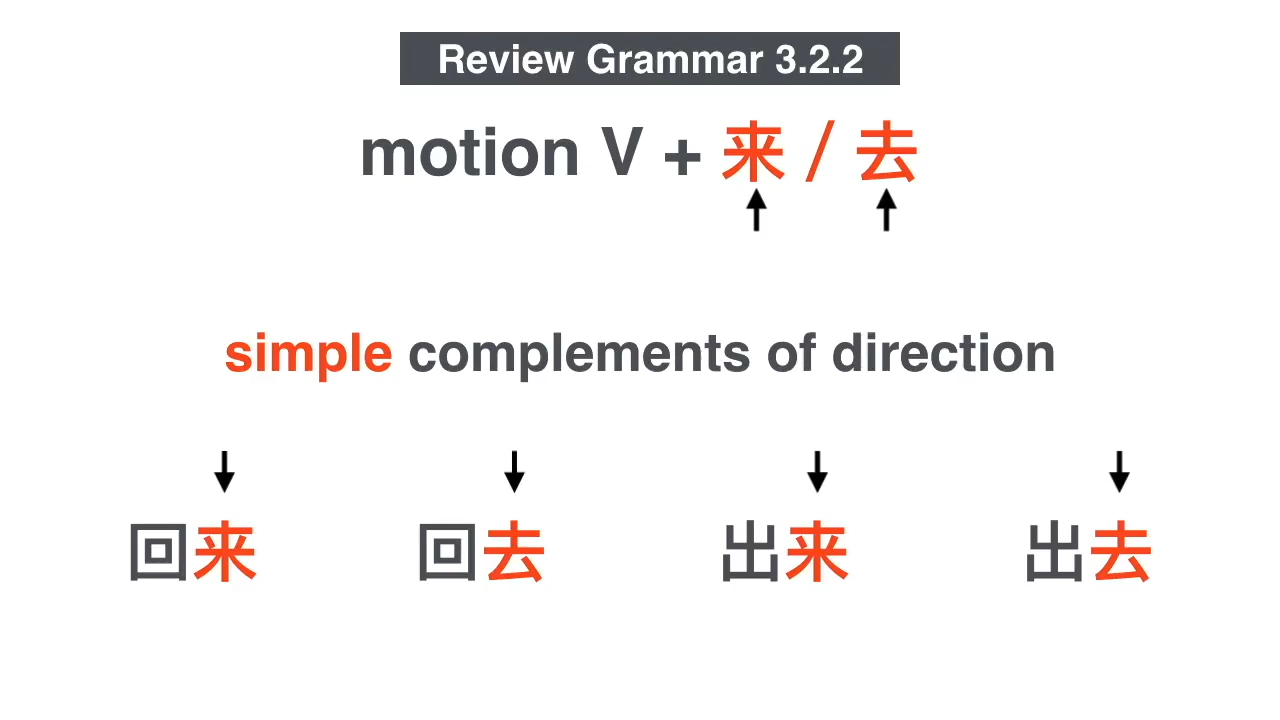 Review Grammar 3.2.2
motion V + 来 / 去
simple complements of direction
回来 回去 出来 出去